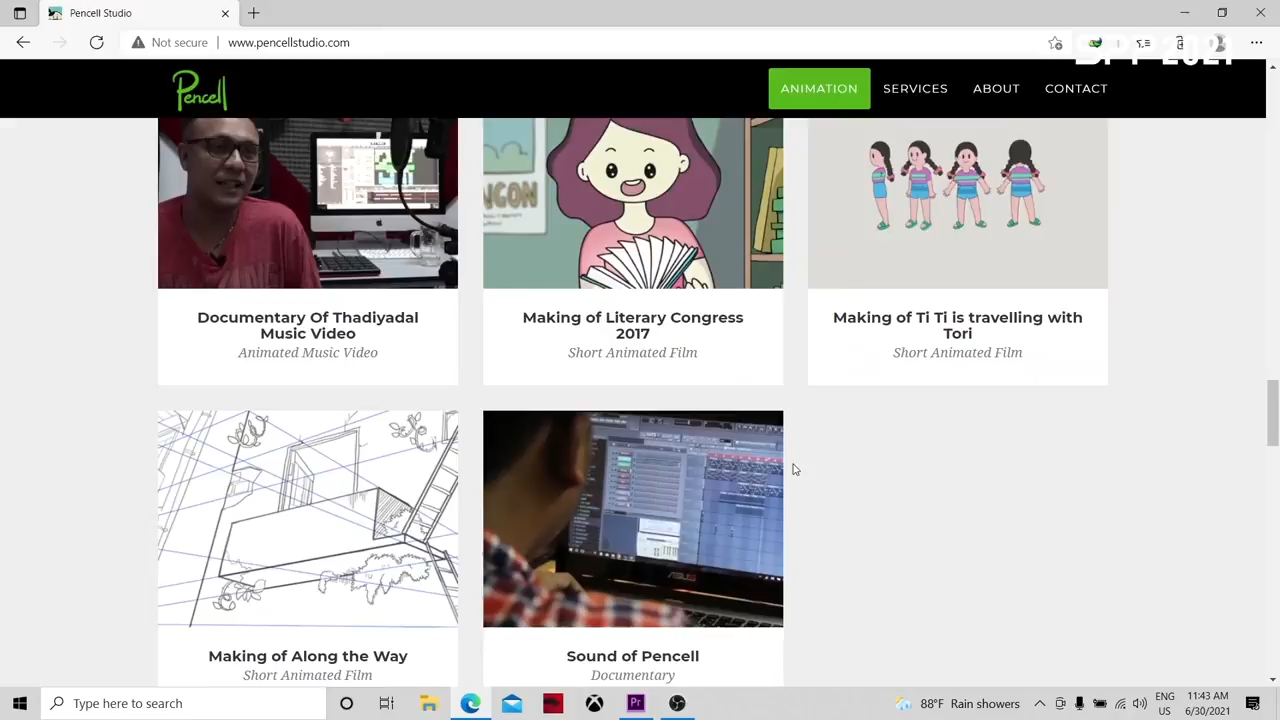 Pencell Studio
Not secure
www.pencellstudio.com
Pencell
ANIMATION
SERVICES
ABOUT
CONTACT
Documentary Of Thadiyadal
Music Video
Animated Music Video
Making of Literary Congress
2017
Short Animated Film
Making of Ti Ti is travelling with
Tori
Short Animated Film
Making of Along the Way
Short Animated Film
Sound of Pencell
Documentary
Type here to search
88°F Rain showers
ENG
US
11:43 AM
6/30/2021